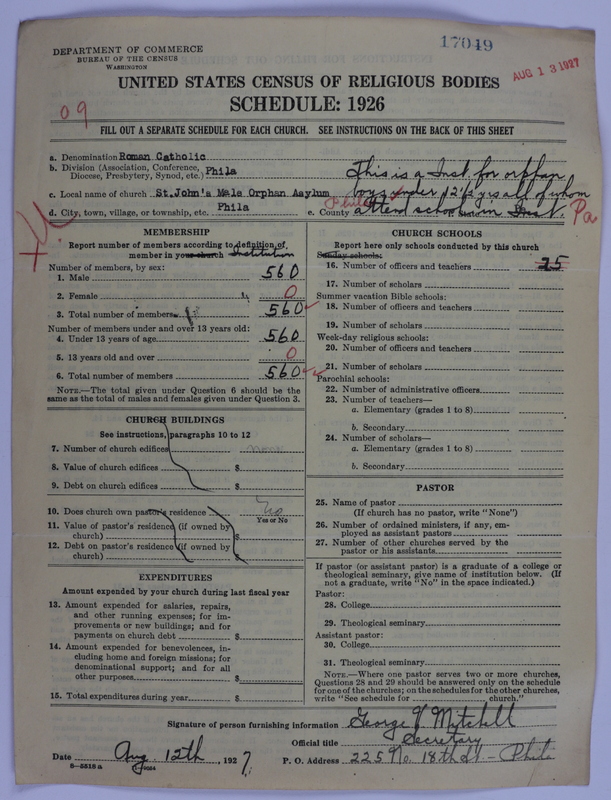 17049
DEPARTMENT OF COMMERCE
BUREAU OF THE CENSUS
WASHINGTON
AUG 13 1927
UNITED STATES CENSUS OF RELIGIOUS BODIES
SCHEDULE: 1926
09
FILL OUT A SEPARATE SCHEDULE FOR EACH CHURCH. SEE INSTRUCTIONS ON THE BACK OF THIS SHEET
a. Denomination Roman Catholic
b. Division (Association, Conference, Diocese, Presbytery, Synod, etc.) Phila
This is a Inst. for orphan
c. Local name of church St.John's Male Orphan Asylum
boys under 12 yrs all of whom
d. City, town, village, or township, etc. Phila
e. County Phila
attend school in Inst. Pa
MEMBERSHIP
Report number of members according to definition of
member in your church Institution
Number of members, by sex:
1. Male 560
2. Female 0
3. Total number of members 560
Number of members under and over 13 years old:
4. Under 13 years of age 560
5. 13 years old and over 0
6. Total number of members 560
NOTE.—The total given under Question 6 should be
same as the total of males and females given under Question 3.
CHURCH BUILDINGS
See instructions, paragraphs 10 to 12
7. Number of church edifices
8. Value of church edifices $
9. Debt on church edifices $
10. Does church own pastor's residence No
Yes or No
11. Value of pastor's residence (if owned by
church) $
12. Debt on pastor's residence (if owned by
church) $
EXPENDITURES
Amount expended by your church during last fiscal year
13. Amount expended for salaries, repairs,
and other running expenses; for im-
provements or new buildings; and for
payments on church debt $
14. Amount expended for benevolences, in-
cluding home and foreign missions; for
denominational support; and for all
other purposes $
15. Total expenditures during year $
CHURCH SCHOOLS
Report here only schools conducted by this church
Sunday schools:
16. Number of officers and teachers 25
17. Number of scholars
Summer vacation Bible schools:
18. Number of officers and teachers
19. Number of scholars
Week-day religious schools:
20. Number of officers and teachers
21. Number of scholars
Parochial schools:
22. Number of administrative officers
23. Number of teachers—
a. Elementary (grades 1 to 8)
b. Secondary
24. Number of scholars—
a. Elementary (grades 1 to 8)
b. Secondary
PASTOR
25. Name of pastor
(If church has no pastor, write "None")
26. Number of ordained ministers, if any, em-
ployed as assistant pastors
27. Number of other churches served by the
pastor or his assistants
If pastor (or assistant pastor) is a graduate of a college or
theological seminary, give name of institution below. (If
not a graduate, write "No" in the space indicated.)
Pastor:
28. College
29. Theological seminary
Assistant pastor:
30. College
31. Theological seminary
NOTE.—Where one pastor serves two or more churches,
Questions 28 and 29 should be answered only on the schedule
for one of the churches; on the schedules for the other churches,
write "See schedule for church."
Signature of person furnishing information George J Mitchell
Official title Secretary
Date Aug 12th, 1927
P. O. Address 225 No. 18th St - Phila
8—5518a